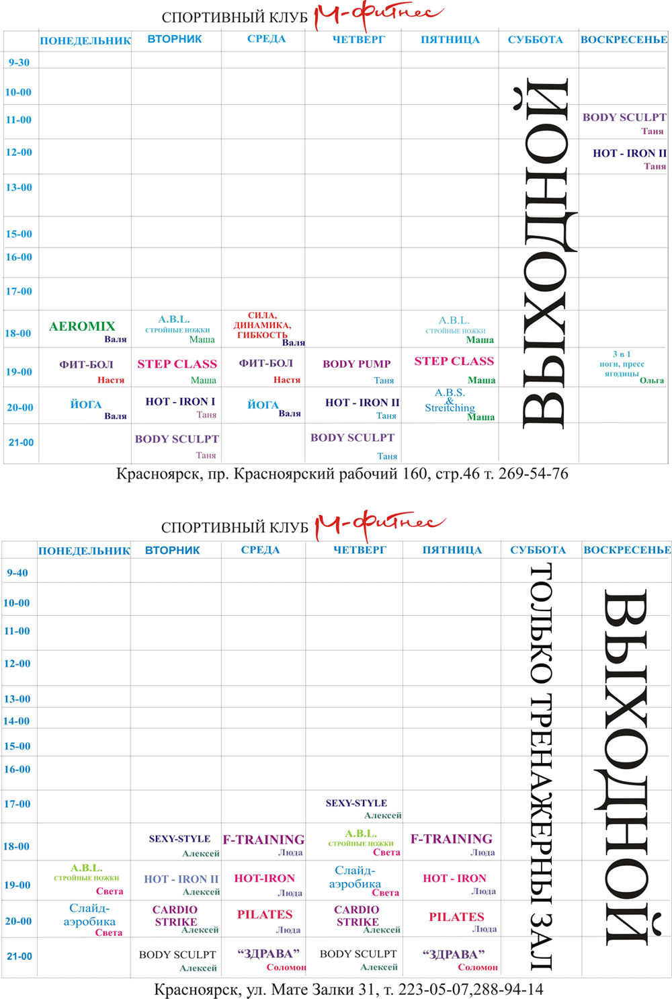 СПОРТИВНЫЙ КЛУБ М-фитнес
ПОНЕДЕЛЬНИК ВТОРНИК СРЕДА ЧЕТВЕРГ ПЯТНИЦА СУББОТА ВОСКРЕСЕНЬЕ
9-30
10-00
11-00 BODY SCULPT
Таня
12-00 HOT - IRON II
Таня
13-00
15-00
16-00
17-00
18-00
AEROMIX
Валя
A.B.L.
СТРОЙНЫЕ НОЖКИ
Маша
СИЛА,
ДИНАМИКА,
ГИБКОСТЬ
Валя
A.B.L.
СТРОЙНЫЕ НОЖКИ
Маша
19-00
ФИТ-БОЛ
Настя
STEP CLASS
Маша
ФИТ-БОЛ
Настя
BODY PUMP
Таня
STEP CLASS
Маша
3 в 1
ноги, пресс
ягодицы
Ольга
20-00
ЙОГА
Валя
HOT - IRON I
Таня
ЙОГА
Валя
HOT - IRON II
Таня
A.B.S.
&
Streitching
Маша
21-00
BODY SCULPT
Таня
BODY SCULPT
Таня
ВЫХОДНОЙ
Красноярск, пр. Красноярский рабочий 160, стр.46 т. 269-54-76
СПОРТИВНЫЙ КЛУБ М-фитнес
ПОНЕДЕЛЬНИК ВТОРНИК СРЕДА ЧЕТВЕРГ ПЯТНИЦА СУББОТА ВОСКРЕСЕНЬЕ
9-40
10-00
11-00
12-00
13-00
14-00
15-00
16-00
17-00
SEXY-STYLE
Алексей
18-00
SEXY-STYLE
Алексей
F-TRAINING
Люда
A.B.L.
СТРОЙНЫЕ НОЖКИ
Света
F-TRAINING
Люда
19-00
A.B.L.
СТРОЙНЫЕ НОЖКИ
Света
HOT - IRON II
Алексей
HOT-IRON
Люда
Слайд-
аэробика
Света
HOT - IRON
Люда
20-00
Слайд-
аэробика
Света
CARDIO
STRIKE
Алексей
PILATES
Люда
CARDIO
STRIKE
Алексей
PILATES
Люда
21-00
BODY SCULPT
Алексей
“ЗДРАВА”
Соломон
BODY SCULPT
Алексей
“ЗДРАВА”
Соломон
ТОЛЬКО ТРЕНАЖЕРНЫ ЗАЛ
ВЫХОДНОЙ
Красноярск, ул. Мате Залки 31, т. 223-05-07,288-94-14